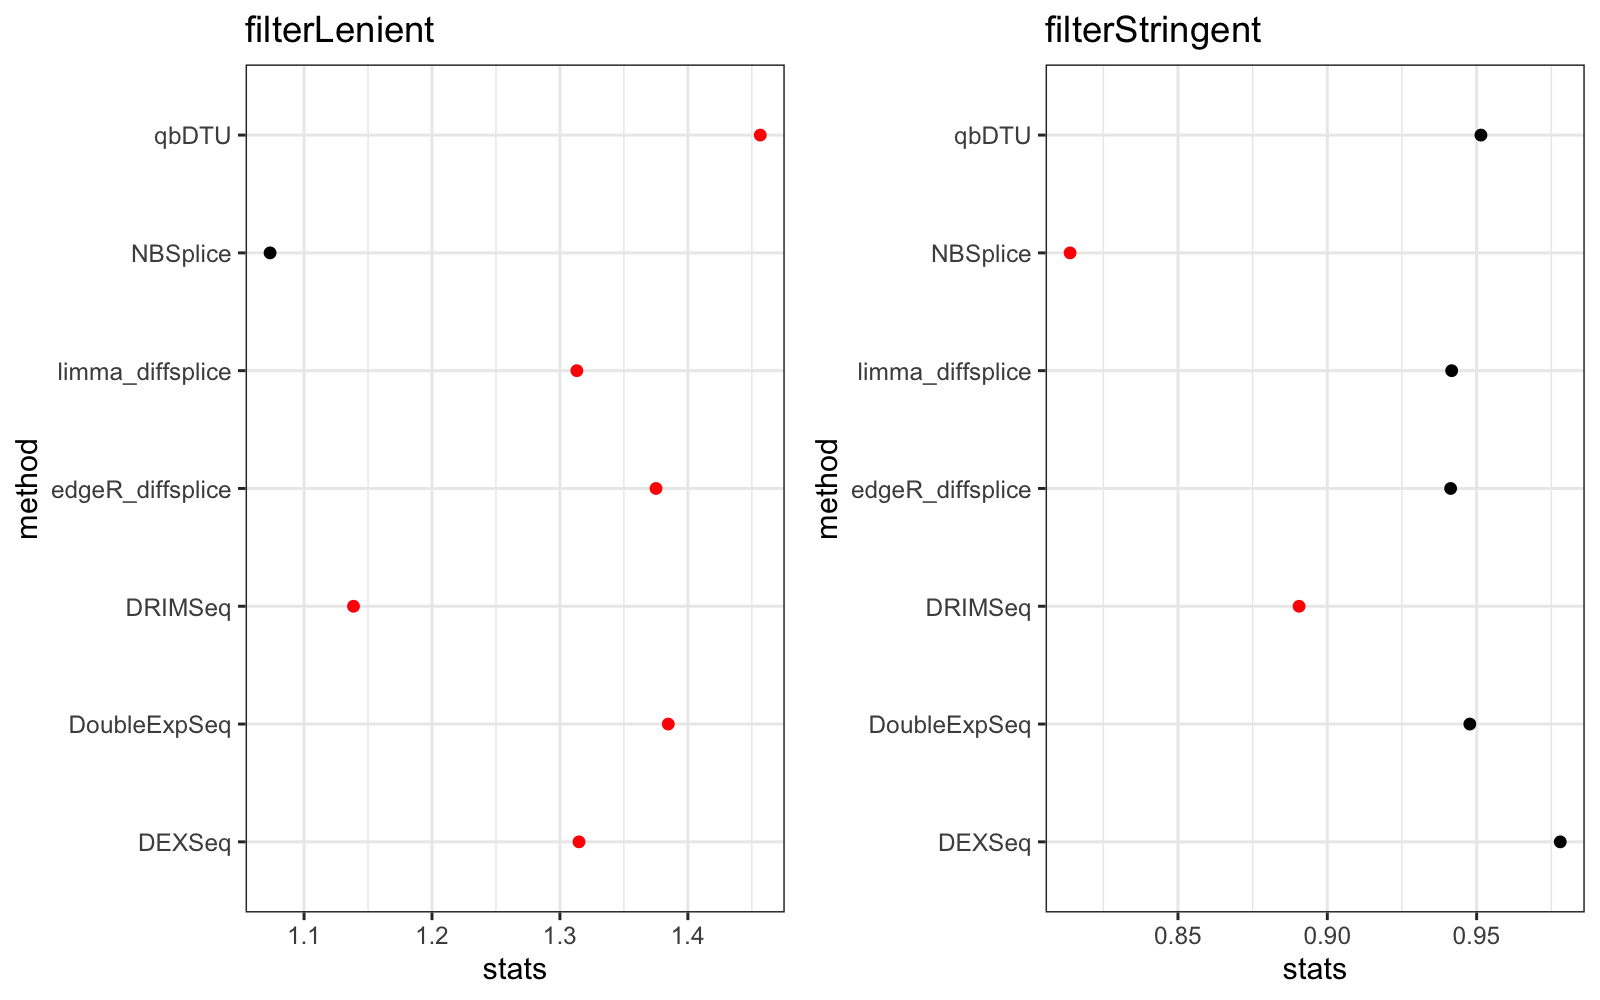 filterLenient
method
qbDTU
NBSplice
limma_diffsplice
edgeR_diffsplice
DRIMSeq
DoubleExpSeq
DEXSeq
1.1 1.2 1.3 1.4
stats
filterStringent
method
qbDTU
NBSplice
limma_diffsplice
edgeR_diffsplice
DRIMSeq
DoubleExpSeq
DEXSeq
0.85 0.90 0.95
stats